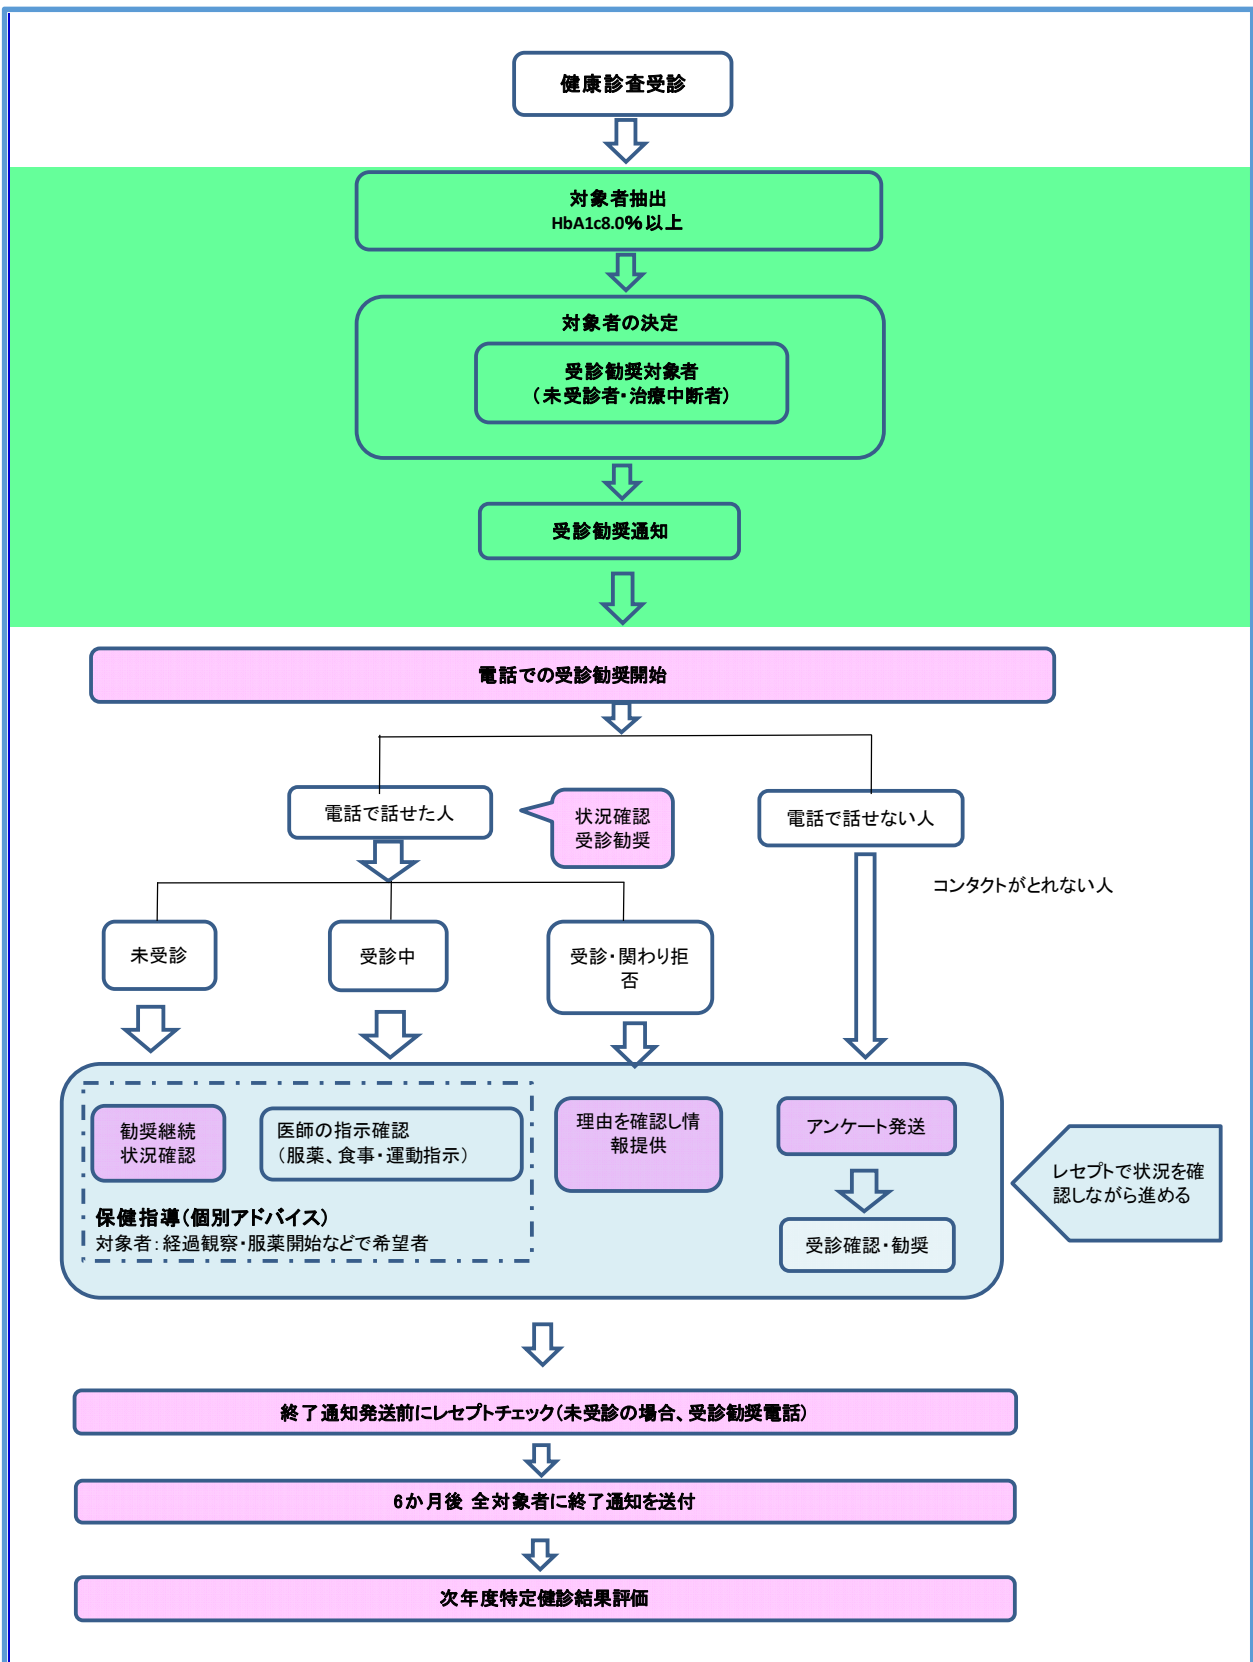 健康診査受診
対象者抽出
HbA1c8.0%以上
対象者の決定
受診勧奨対象者
（未受診者・治療中断者）
受診勧奨通知
電話での受診勧奨開始
電話で話せた人
状況確認
受診勧奨
電話で話せない人
コンタクトがとれない人
未受診
受診中
受診・関わり拒
否
勧奨継続
状況確認
医師の指示確認
（服薬、食事・運動指示）
理由を確認し情
報提供
アンケート発送
レセプトで状況を確
認しながら進める
保健指導（個別アドバイス）
対象者：経過観察・服薬開始などで希望者
受診確認・勧奨
終了通知発送前にレセプトチェック（未受診の場合、受診勧奨電話）
6か月後 全対象者に終了通知を送付
次年度特定健診結果評価